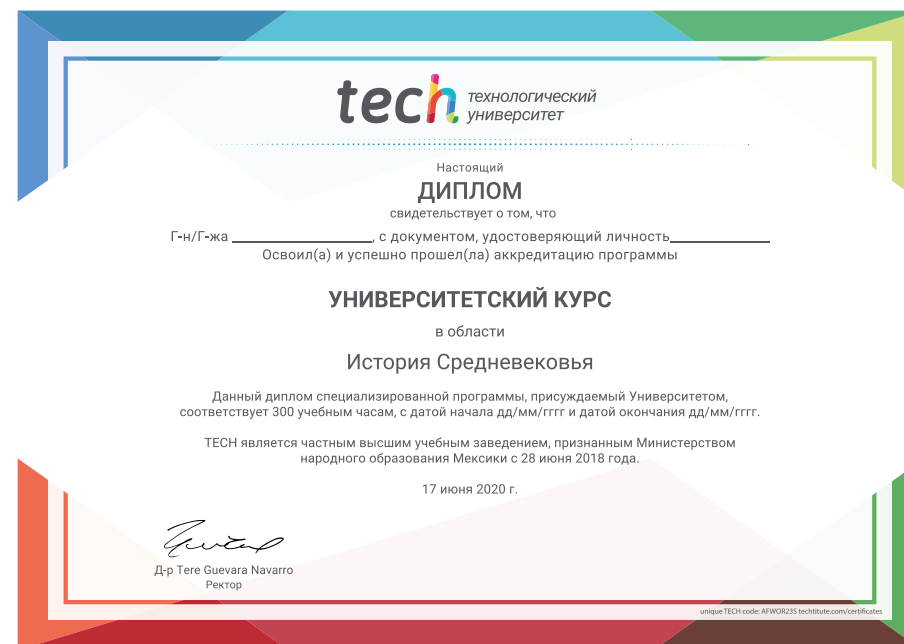 tech технологический
университет
Настоящий
ДИПЛОМ
свидетельствует о том, что
Г-н/Г-жа ____________________, с документом, удостоверяющий личность______________
Освоил(а) и успешно прошел(ла) аккредитацию программы
УНИВЕРСИТЕТСКИЙ КУРС
в области
История Средневековья
Данный диплом специализированной программы, присуждаемый Университетом,
соответствует 300 учебным часам, с датой начала дд/мм/гггг и датой окончания дд/мм/гггг.
TECH является частным высшим учебным заведением, признанным Министерством
народного образования Мексики с 28 июня 2018 года.
17 июня 2020 г.
Д-р Tere Guevara Navarro
Ректор
unique TECH code: AFWOR23S techtitute.com/certificates